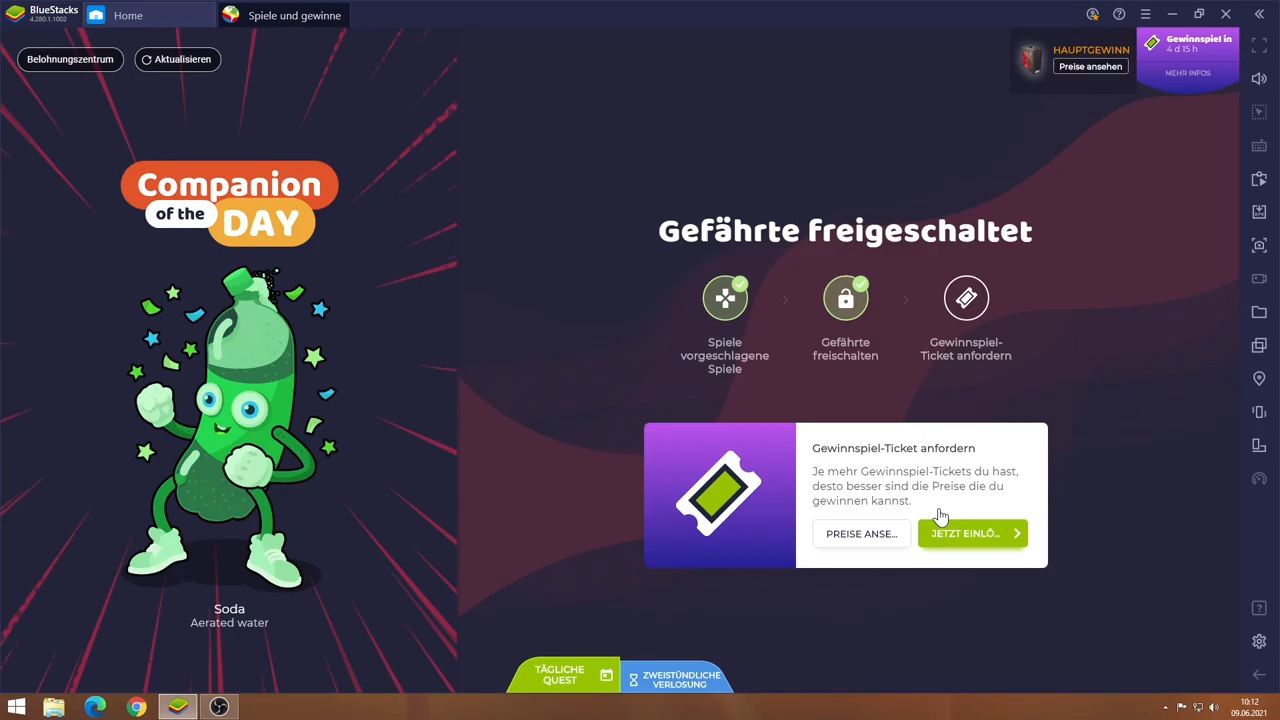 BlueStacks
4.280.1.1002
Home
Spiele und gewinne
Belohnungszentrum
Aktualisieren
HAUPTGEWINN
Preise ansehen
Gewinnspiel in
4 d 15 h
MEHR INFOS
Companion
of the
DAY
Gefährte freigeschaltet
Spiele
vorgeschlagene
Spiele
Gefährte
freischalten
Gewinnspiel-
Ticket anfordern
Gewinnspiel-Ticket anfordern
Je mehr Gewinnspiel-Tickets du hast,
desto besser sind die Preise die du
gewinnen kannst.
PREISE ANSE...
JETZT EINLÖ...
Soda
Aerated water
TÄGLICHE
QUEST
ZWEISTÜNDLICHE
VERLOSUNG
10:12
09.06.2021